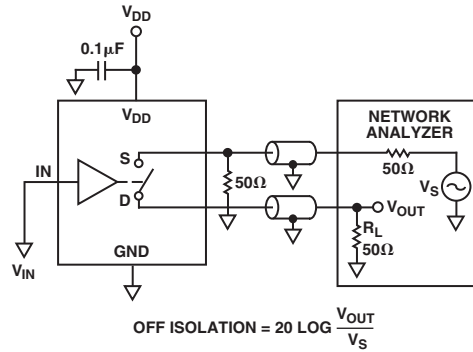 V_DD
0.1µF
V_DD
NETWORK
ANALYZER
IN
S
50Ω
50Ω
V_S
D
V_OUT
R_L
50Ω
GND
V_IN
OFF ISOLATION = 20 LOG V_OUT / V_S